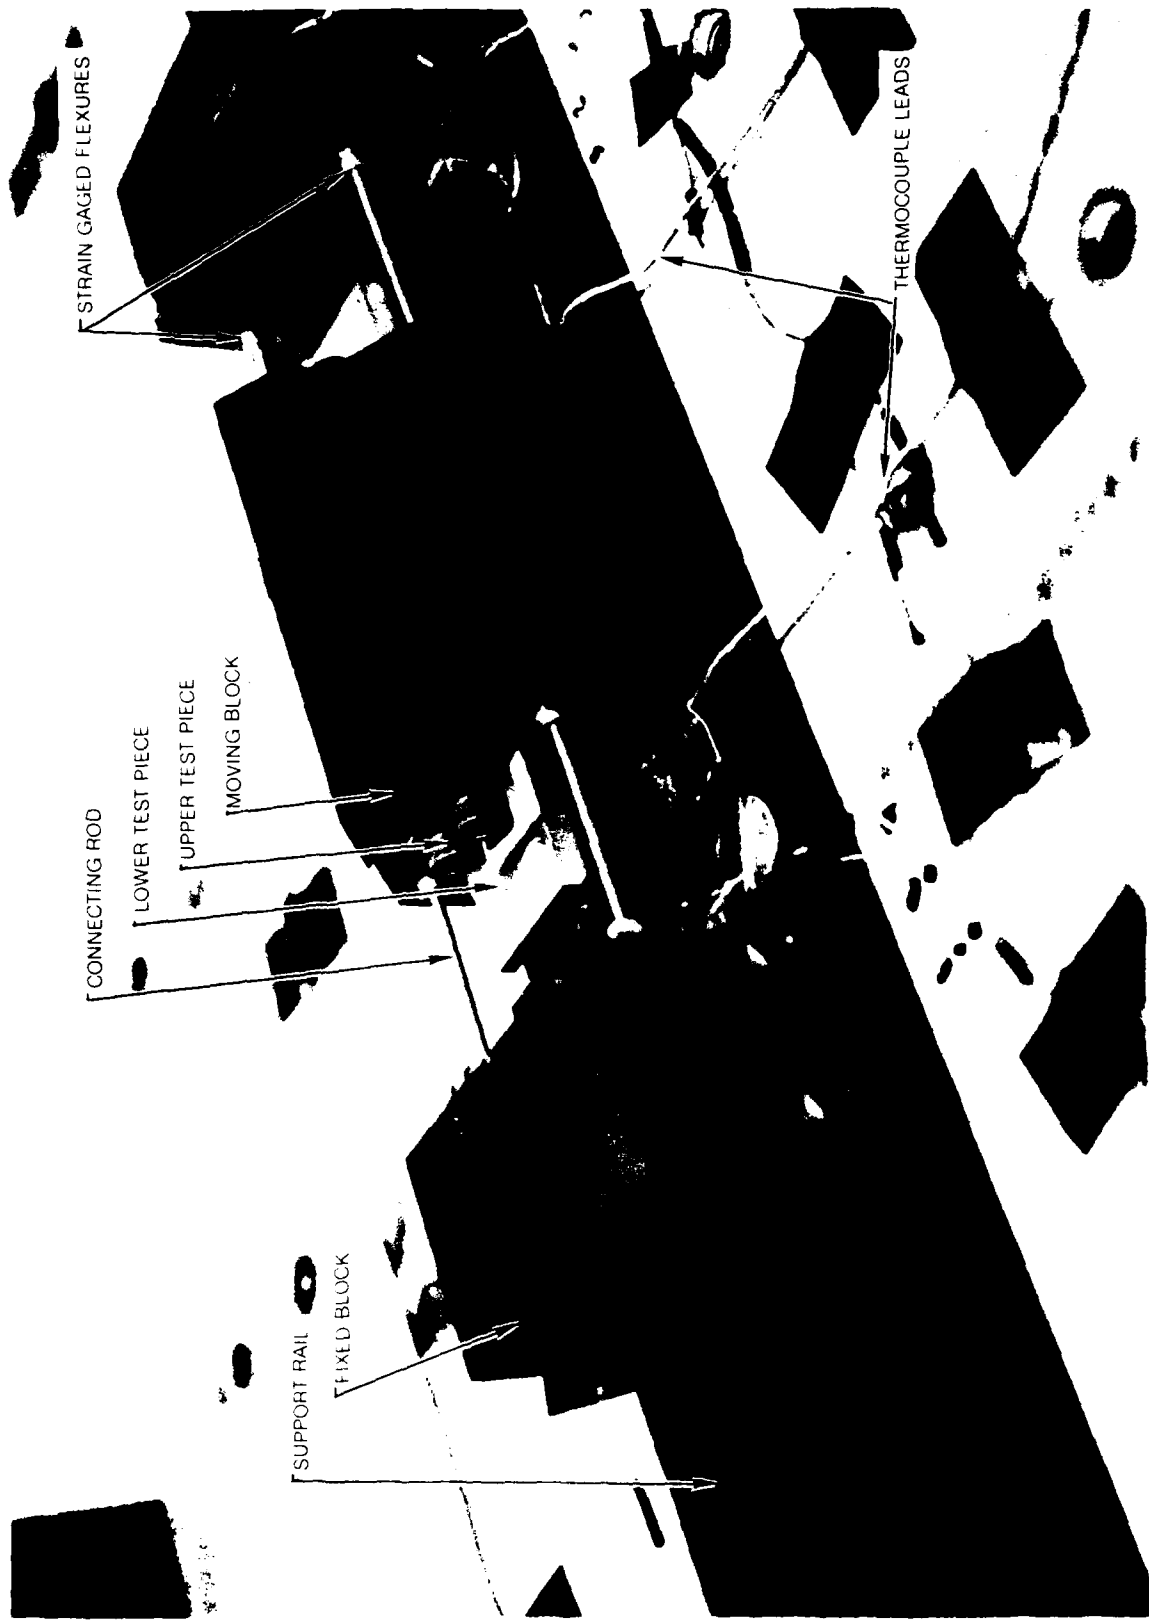 SUPPORT RAIL
FIXED BLOCK
CONNECTING ROD
LOWER TEST PIECE
UPPER TEST PIECE
MOVING BLOCK
STRAIN GAGED FLEXURES
THERMOCOUPLE LEADS